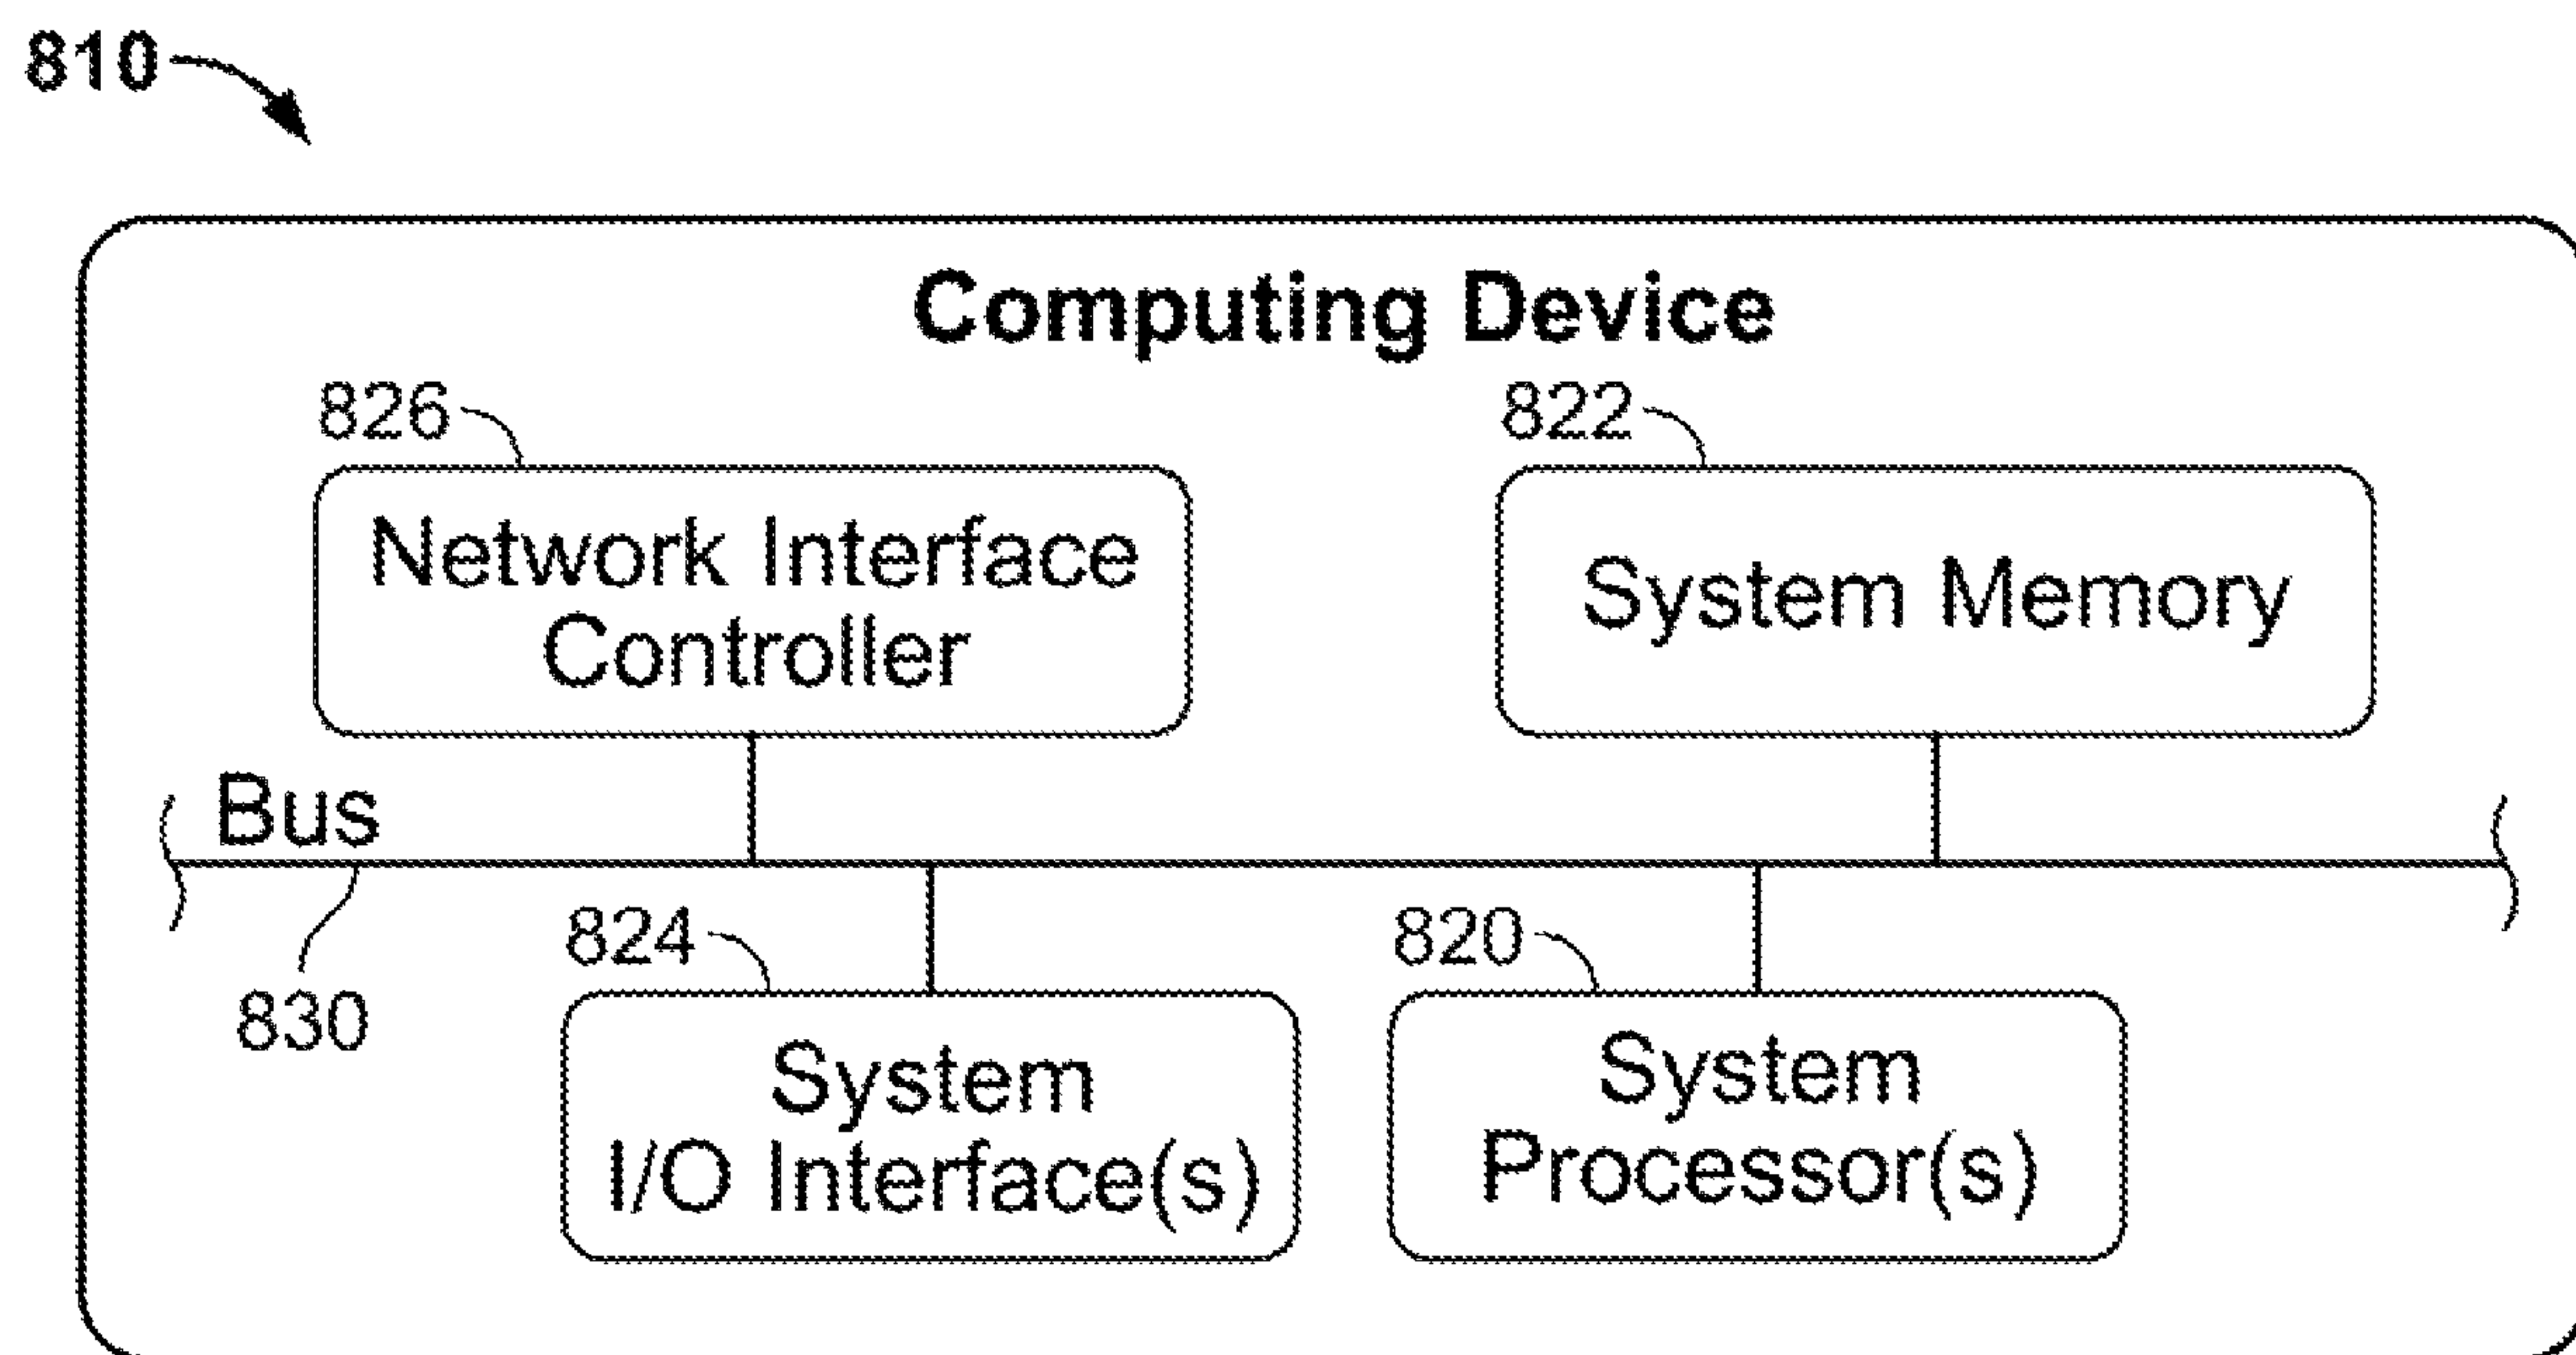 810
Computing Device
826
822
Network Interface
Controller
System Memory
Bus
824
820
830
System
I/O Interface(s)
System
Processor(s)